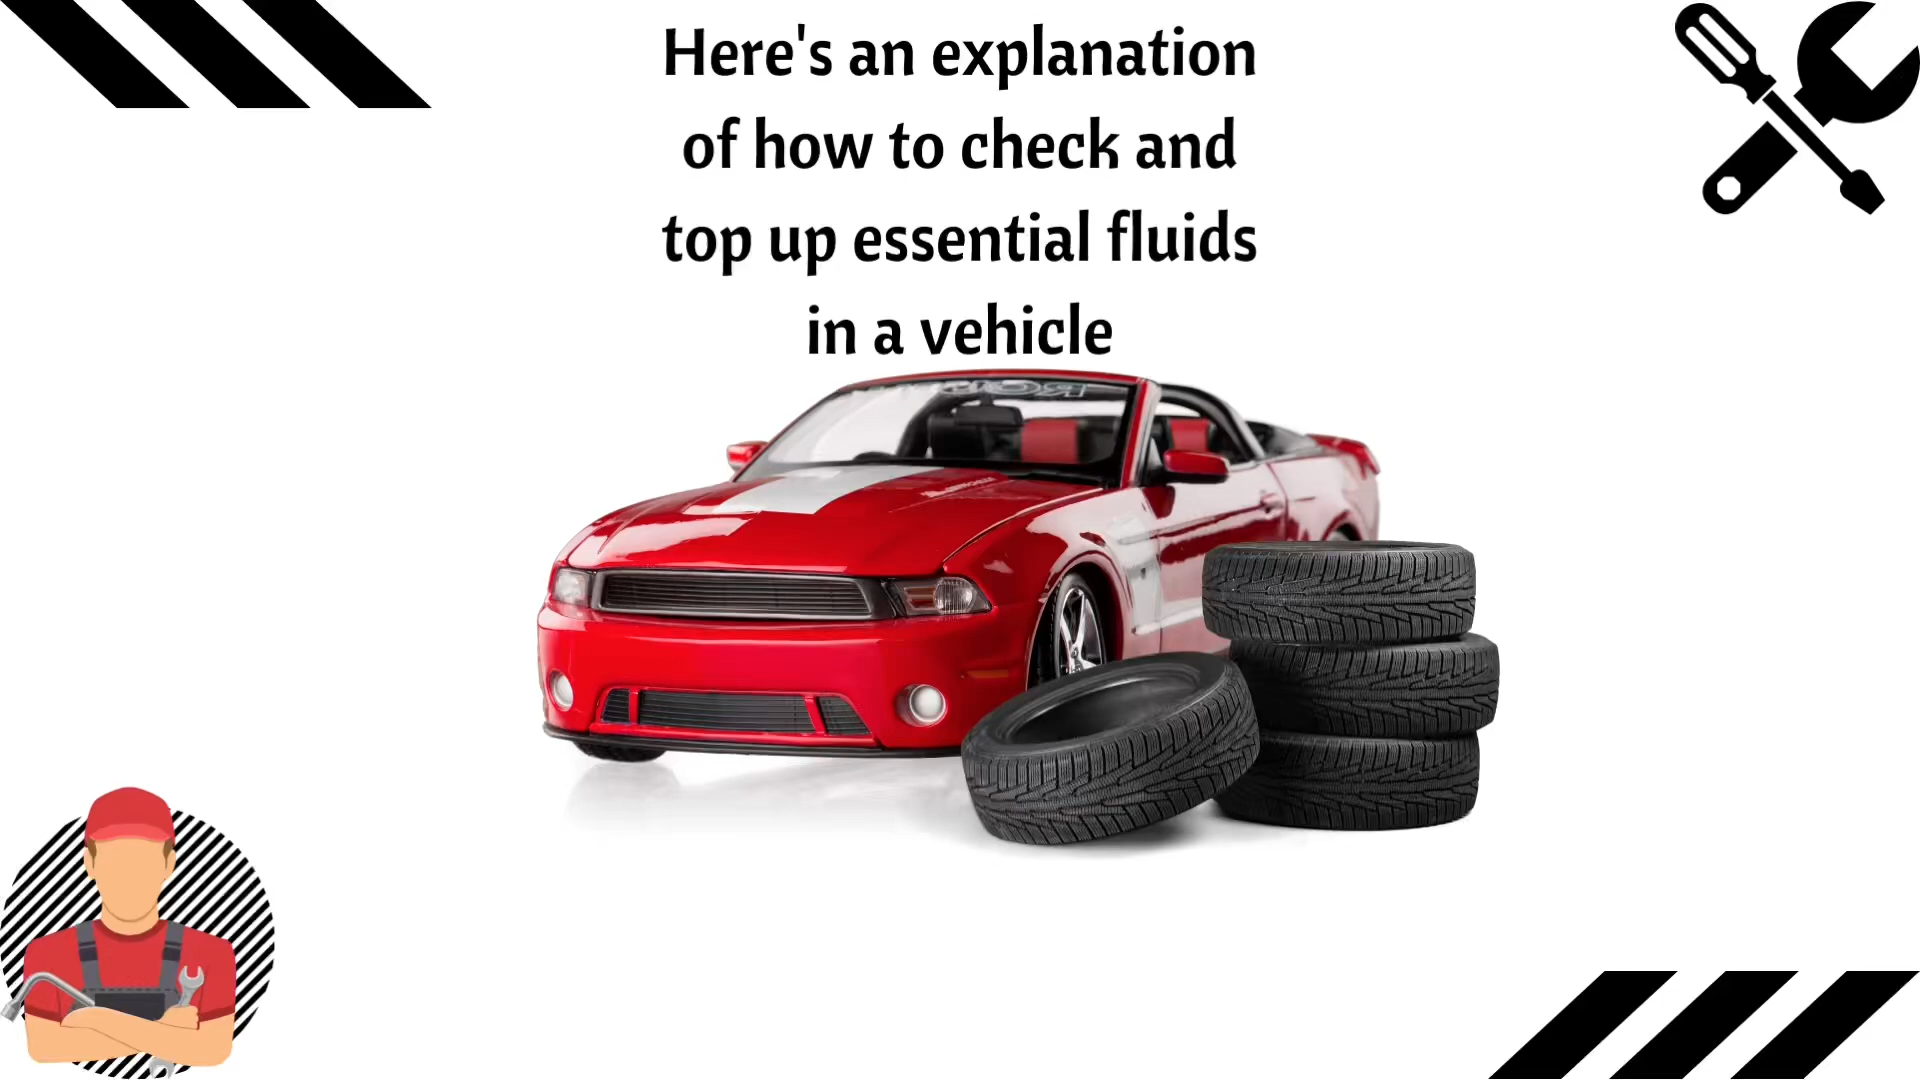 Here's an explanation
of how to check and
top up essential fluids
in a vehicle